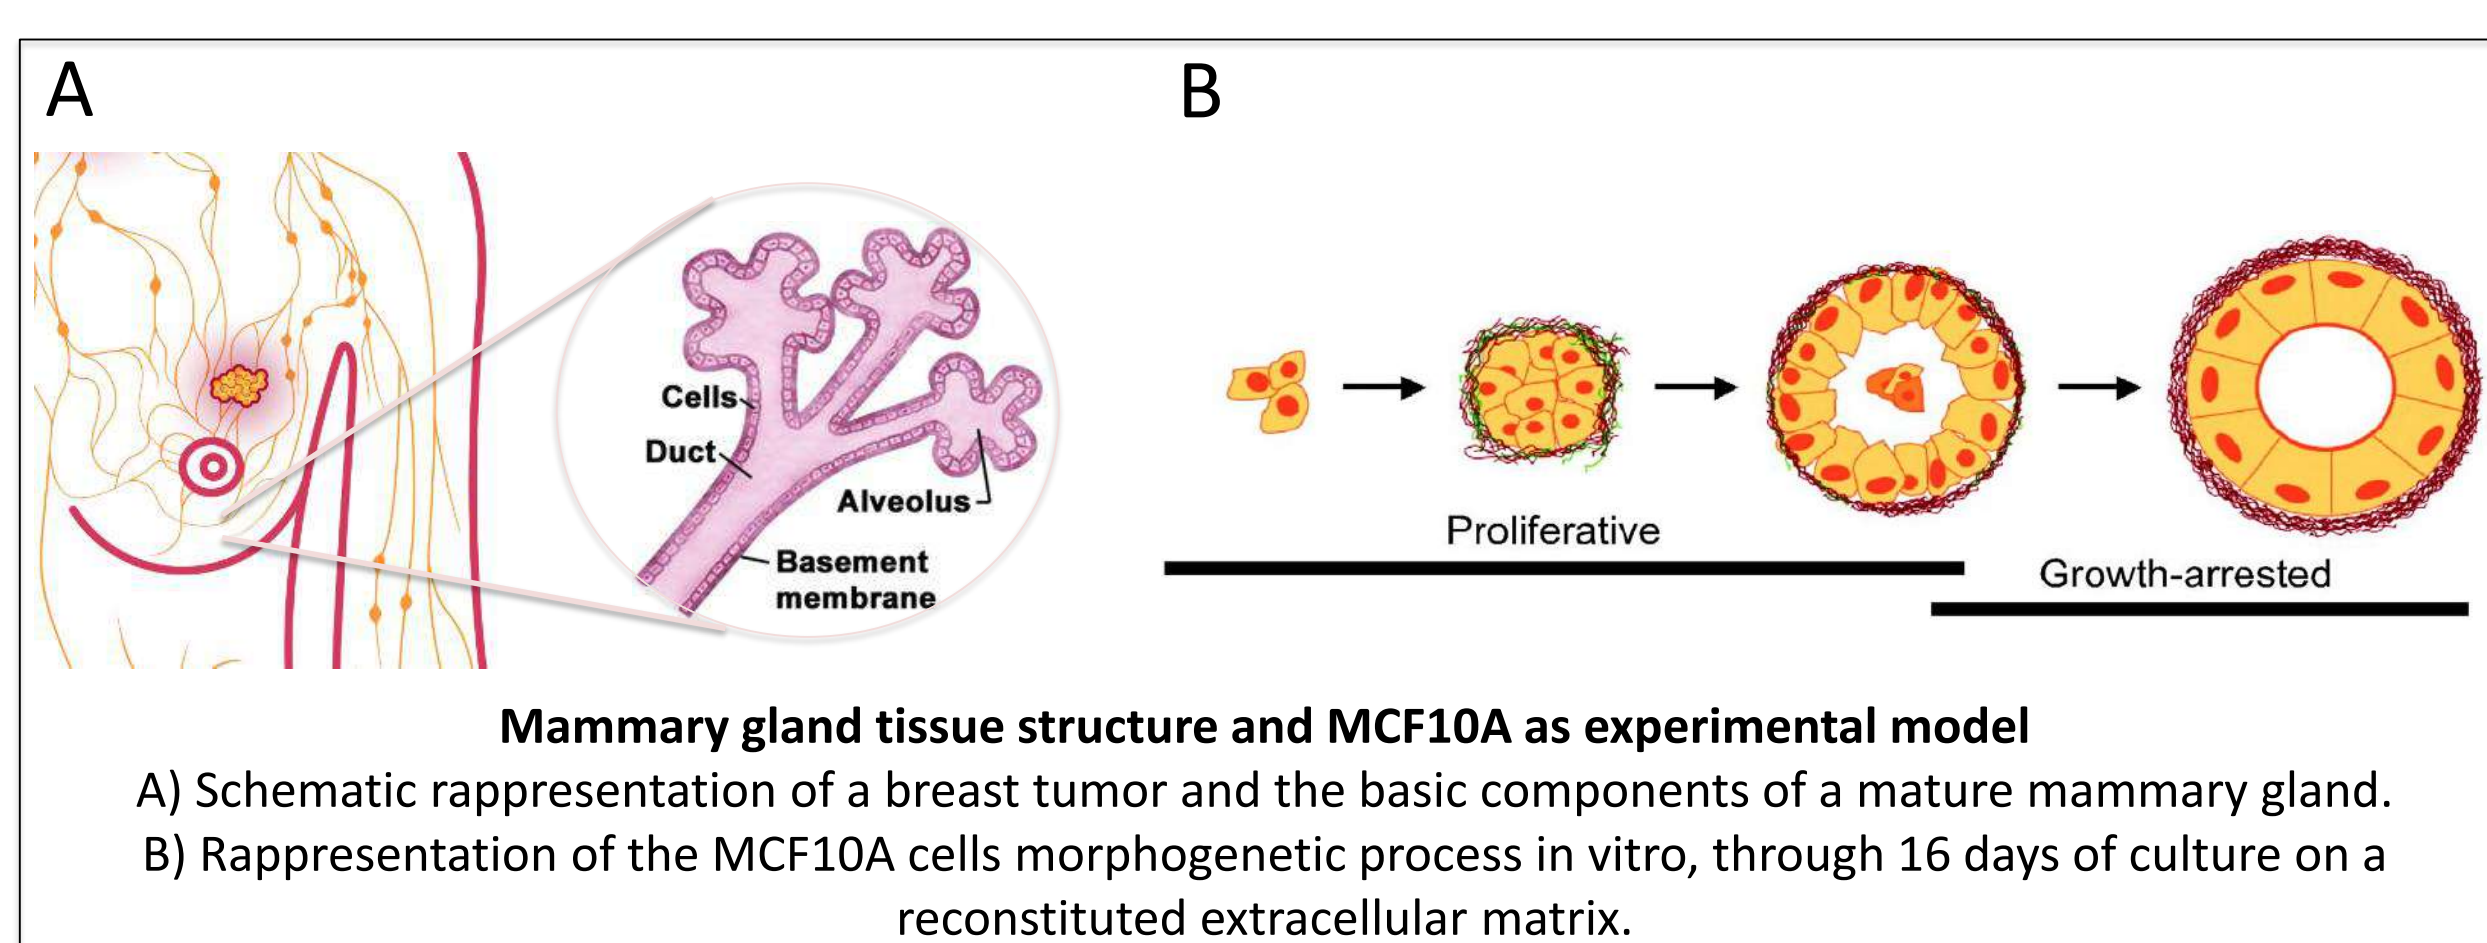 A
B
Cells
Duct
Alveolus
Basement
membrane
Proliferative
Growth-arrested
Mammary gland tissue structure and MCF10A as experimental model
A) Schematic rappresentation of a breast tumor and the basic components of a mature mammary gland.
B) Rappresentation of the MCF10A cells morphogenetic process in vitro, through 16 days of culture on a
reconstituted extracellular matrix.